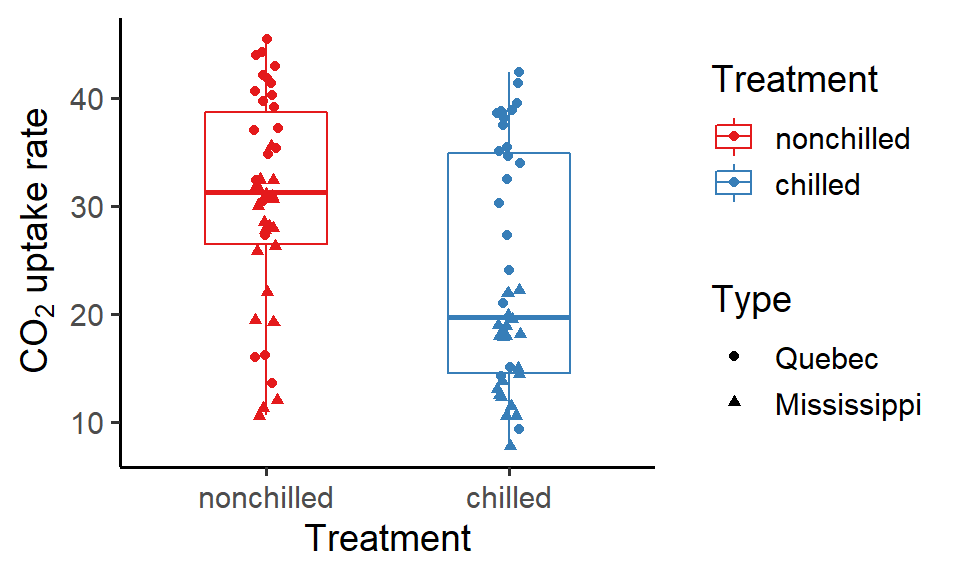 CO₂ uptake rate
40
30
20
10
nonchilled
chilled
Treatment
Treatment
nonchilled
chilled
Type
Quebec
Mississippi